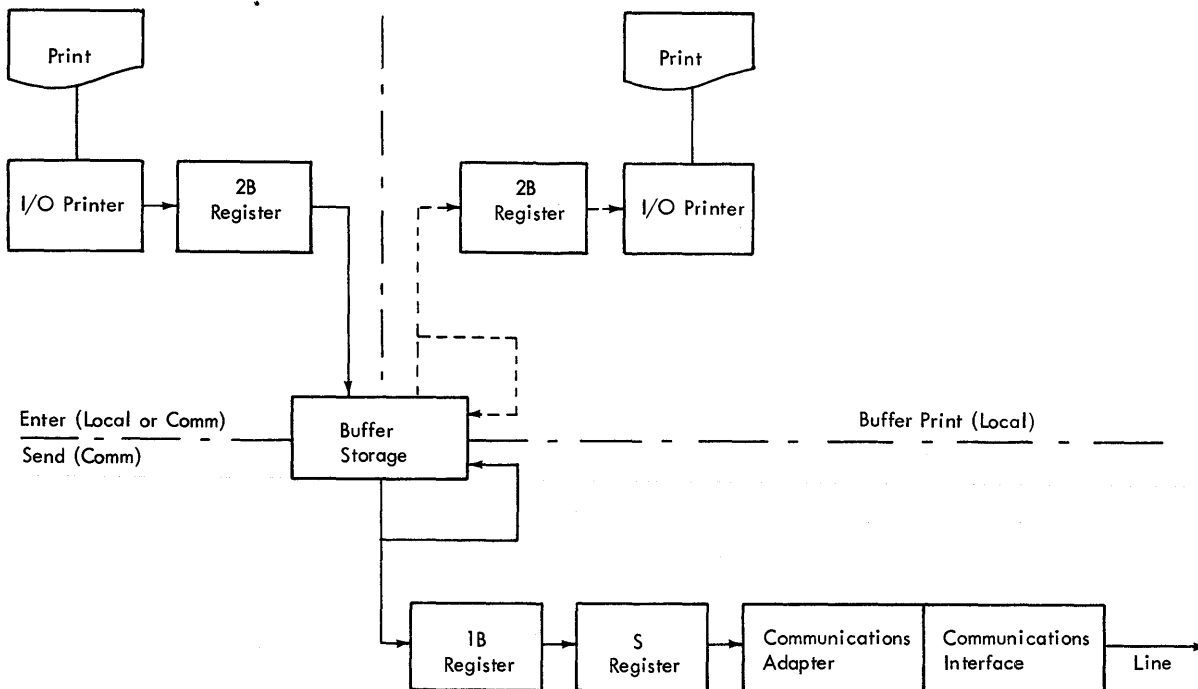 Print
Print
I/O Printer
2B
Register
2B
Register
I/O Printer
Enter (Local or Comm)
Send (Comm)
Buffer
Storage
Buffer Print (Local)
1B
Register
S
Register
Communications
Adapter
Communications
Interface
Line